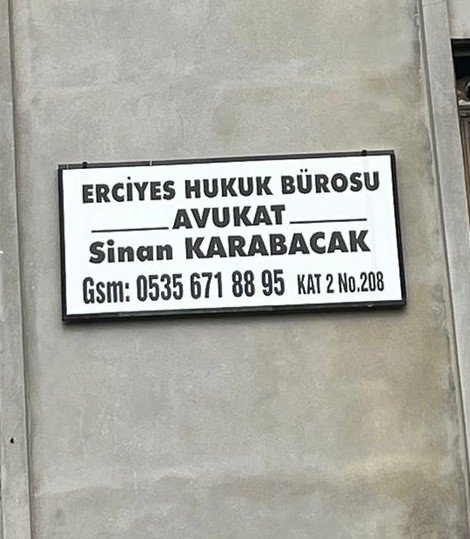 ERCİYES HUKUK BÜROSU
AVUKAT
Sinan KARABACAK
Gsm: 0535 671 88 95 KAT 2 No.208